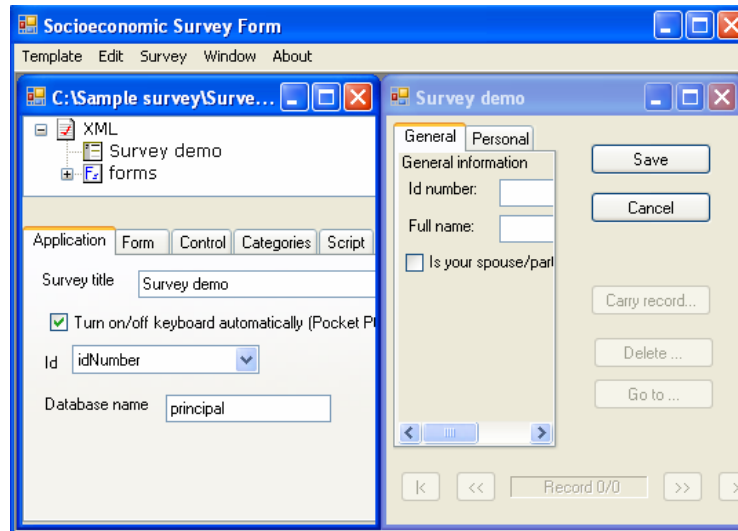 Socioeconomic Survey Form
Template Edit Survey Window About
C:\Sample survey\Surve...
XML
Survey demo
forms
Application Form Control Categories Script
Survey title Survey demo
Turn on/off keyboard automatically (Pocket
Id idNumber
Database name principal
Survey demo
General Personal
General information
Id number:
Full name:
Is your spouse/part
Save
Cancel
Carry record...
Delete ...
Go to ...
|< << Record 0/0 >> >